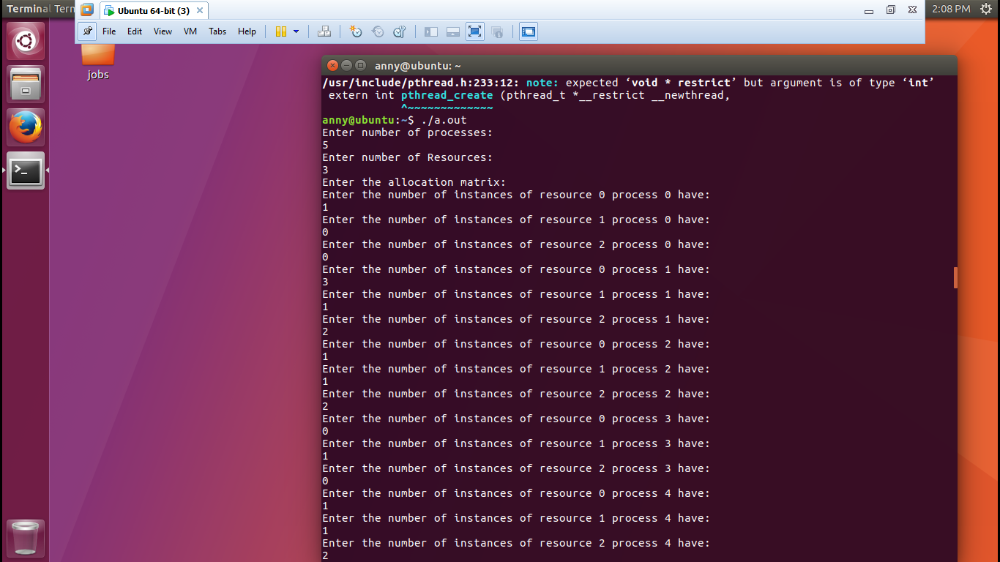 Terminal Tern
Ubuntu 64-bit (3)
2:08 PM
File Edit View VM Tabs Help
jobs
anny@ubuntu: ~
/usr/include/pthread.h:233:12: note: expected ‘void * restrict’ but argument is of type ‘int’
extern int pthread_create (pthread_t *__restrict __newthread,
^~~~~~~~~~~~~~
anny@ubuntu:~$ ./a.out
Enter number of processes:
5
Enter number of Resources:
3
Enter the allocation matrix:
Enter the number of instances of resource 0 process 0 have:
1
Enter the number of instances of resource 1 process 0 have:
0
Enter the number of instances of resource 2 process 0 have:
0
Enter the number of instances of resource 0 process 1 have:
3
Enter the number of instances of resource 1 process 1 have:
1
Enter the number of instances of resource 2 process 1 have:
2
Enter the number of instances of resource 0 process 2 have:
1
Enter the number of instances of resource 1 process 2 have:
1
Enter the number of instances of resource 2 process 2 have:
2
Enter the number of instances of resource 0 process 3 have:
0
Enter the number of instances of resource 1 process 3 have:
1
Enter the number of instances of resource 2 process 3 have:
0
Enter the number of instances of resource 0 process 4 have:
1
Enter the number of instances of resource 1 process 4 have:
1
Enter the number of instances of resource 2 process 4 have:
2